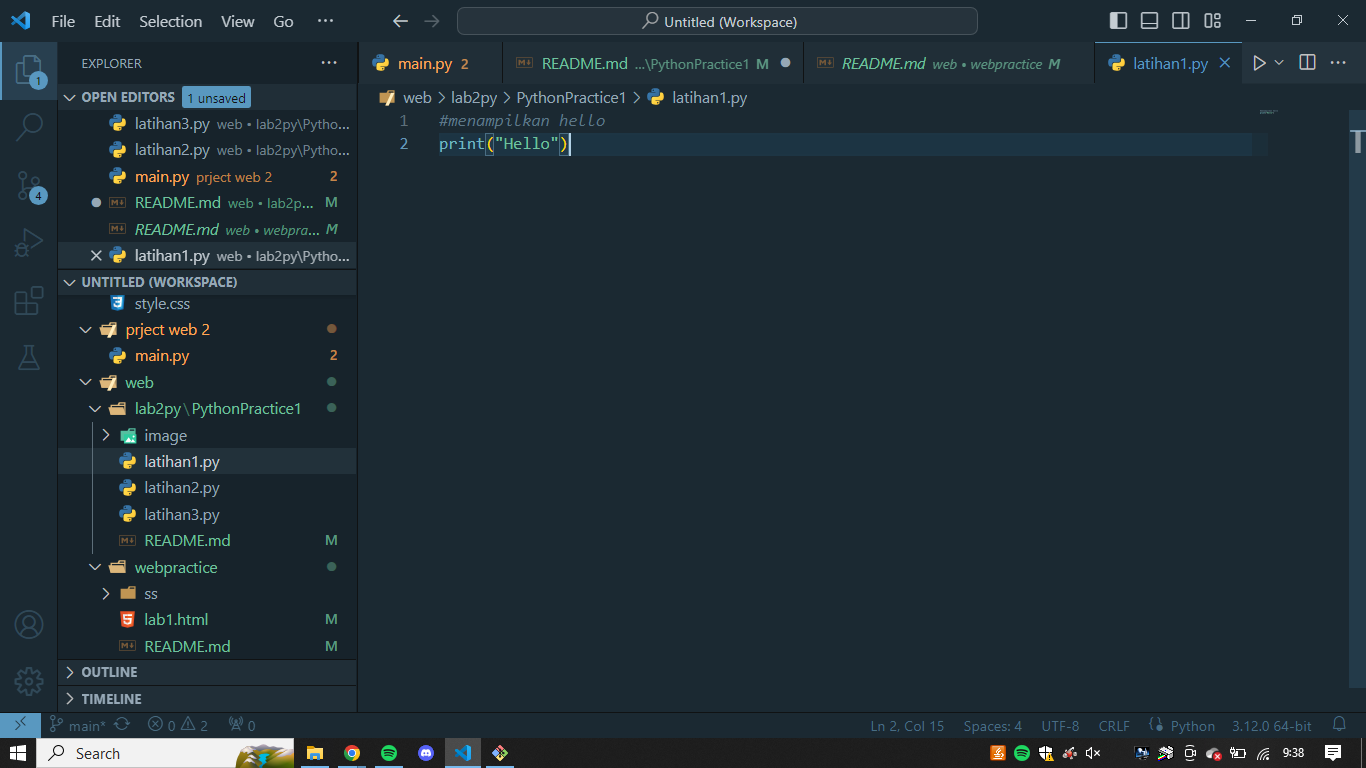 File Edit Selection View Go ··· Untitled (Workspace)
EXPLORER ···
OPEN EDITORS 1 unsaved
latihan3.py web • lab2py\Pytho...
latihan2.py web • lab2py\Pytho...
main.py prject web 2 2
README.md web • lab2p... M
README.md web • webpra... M
latihan1.py web • lab2py\Pytho...
UNTITLED (WORKSPACE)
style.css
prject web 2
main.py 2
web
lab2py\PythonPractice1
image
latihan1.py
latihan2.py
latihan3.py
README.md M
webpractice
ss
lab1.html M
README.md M
OUTLINE
TIMELINE
1
4
main.py 2 README.md ...\PythonPractice1 M README.md web • webpractice M latihan1.py
web > lab2py > PythonPractice1 > latihan1.py
1 #menampilkan hello
2 print("Hello")
main* 0 2 0 Ln 2, Col 15 Spaces: 4 UTF-8 CRLF Python 3.12.0 64-bit
Search 9:38